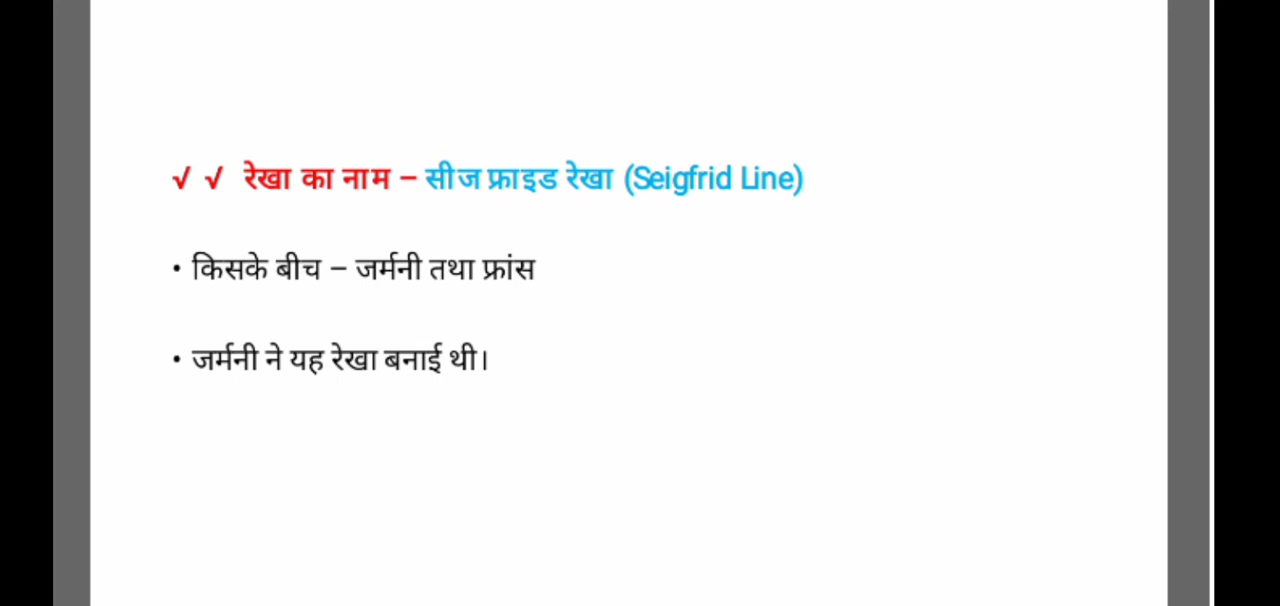 √ √ रेखा का नाम – सीज फ्राइड रेखा (Seigfrid Line)
• किसके बीच – जर्मनी तथा फ्रांस
• जर्मनी ने यह रेखा बनाई थी।